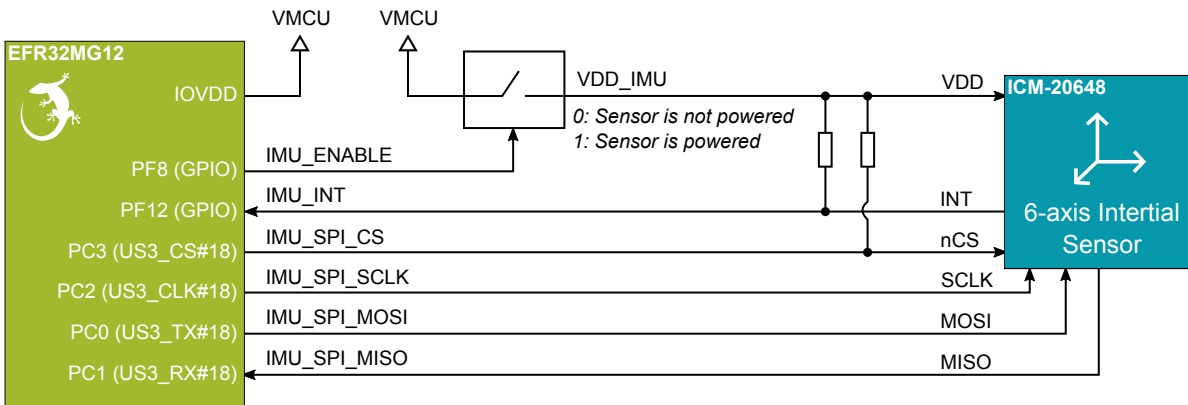 VMCU
VMCU
EFR32MG12
IOVDD
VDD_IMU
VDD
ICM-20648
0: Sensor is not powered
1: Sensor is powered
PF8 (GPIO)
IMU_ENABLE
PF12 (GPIO)
IMU_INT
INT
6-axis Intertial
Sensor
PC3 (US3_CS#18)
IMU_SPI_CS
nCS
PC2 (US3_CLK#18)
IMU_SPI_SCLK
SCLK
PC0 (US3_TX#18)
IMU_SPI_MOSI
MOSI
PC1 (US3_RX#18)
IMU_SPI_MISO
MISO